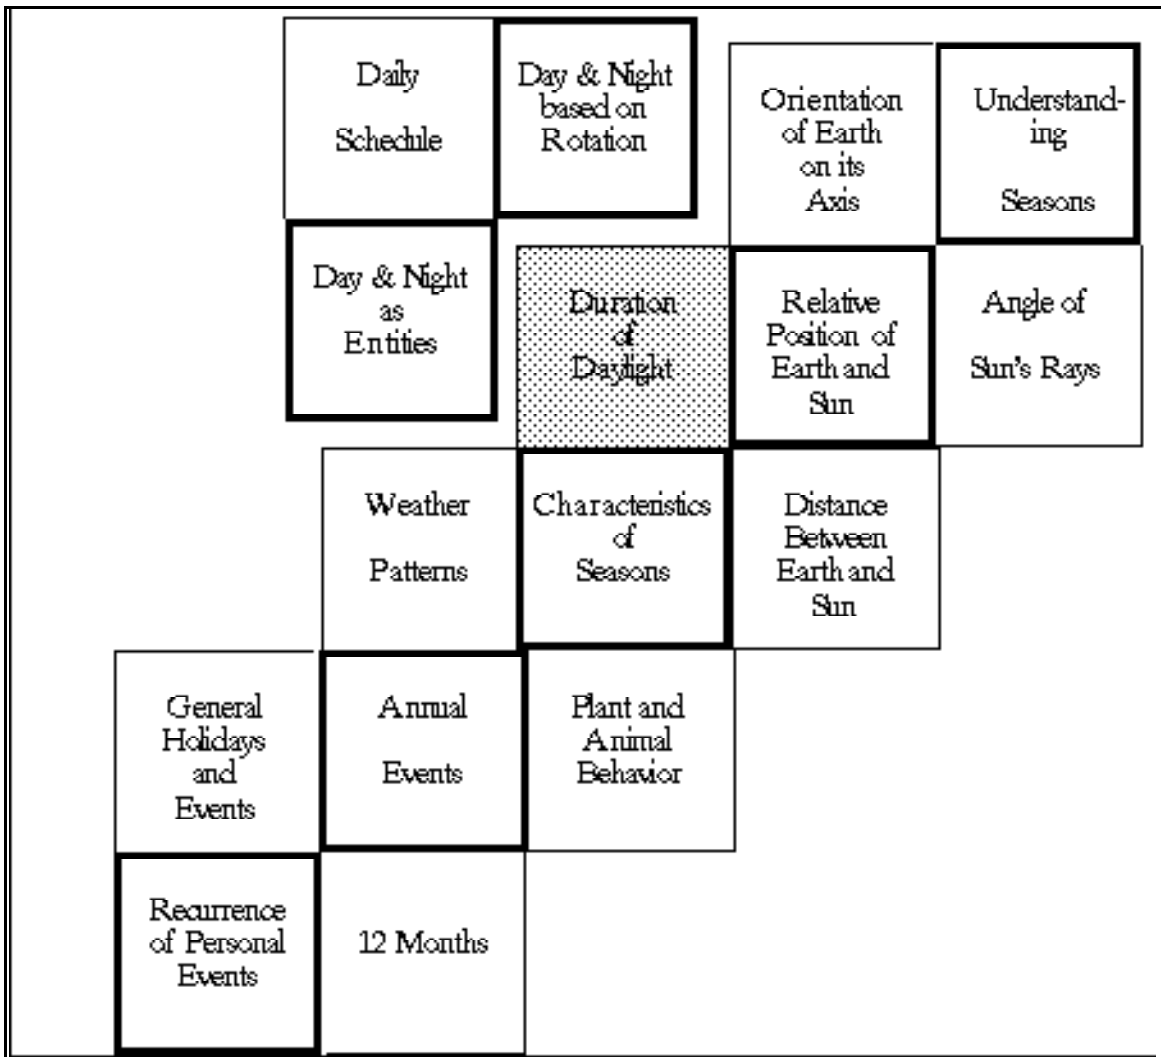 Daily
Schedule
Day & Night
based on
Rotation
Orientation
of Earth
on its
Axis
Understand-
ing
Seasons
Day & Night
as
Entities
Duration
of
Daylight
Relative
Position of
Earth and
Sun
Angle of
Sun's Rays
Weather
Patterns
Characteristics
of
Seasons
Distance
Between
Earth and
Sun
General
Holidays
and
Events
Annual
Events
Plant and
Animal
Behavior
Recurrence
of Personal
Events
12 Months